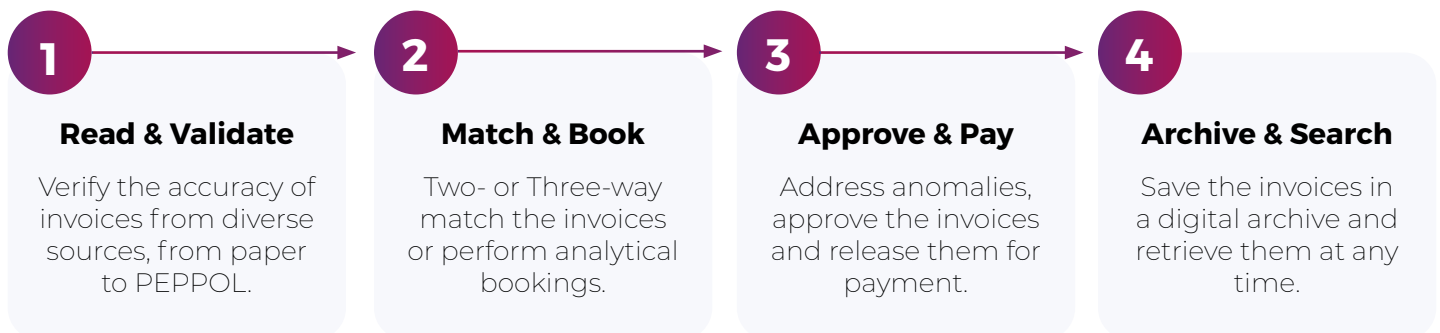 1
Read & Validate
Verify the accuracy of
invoices from diverse
sources, from paper
to PEPPOL.
2
Match & Book
Two- or Three-way
match the invoices
or perform analytical
bookings.
3
Approve & Pay
Address anomalies,
approve the invoices
and release them for
payment.
4
Archive & Search
Save the invoices in
a digital archive and
retrieve them at any
time.